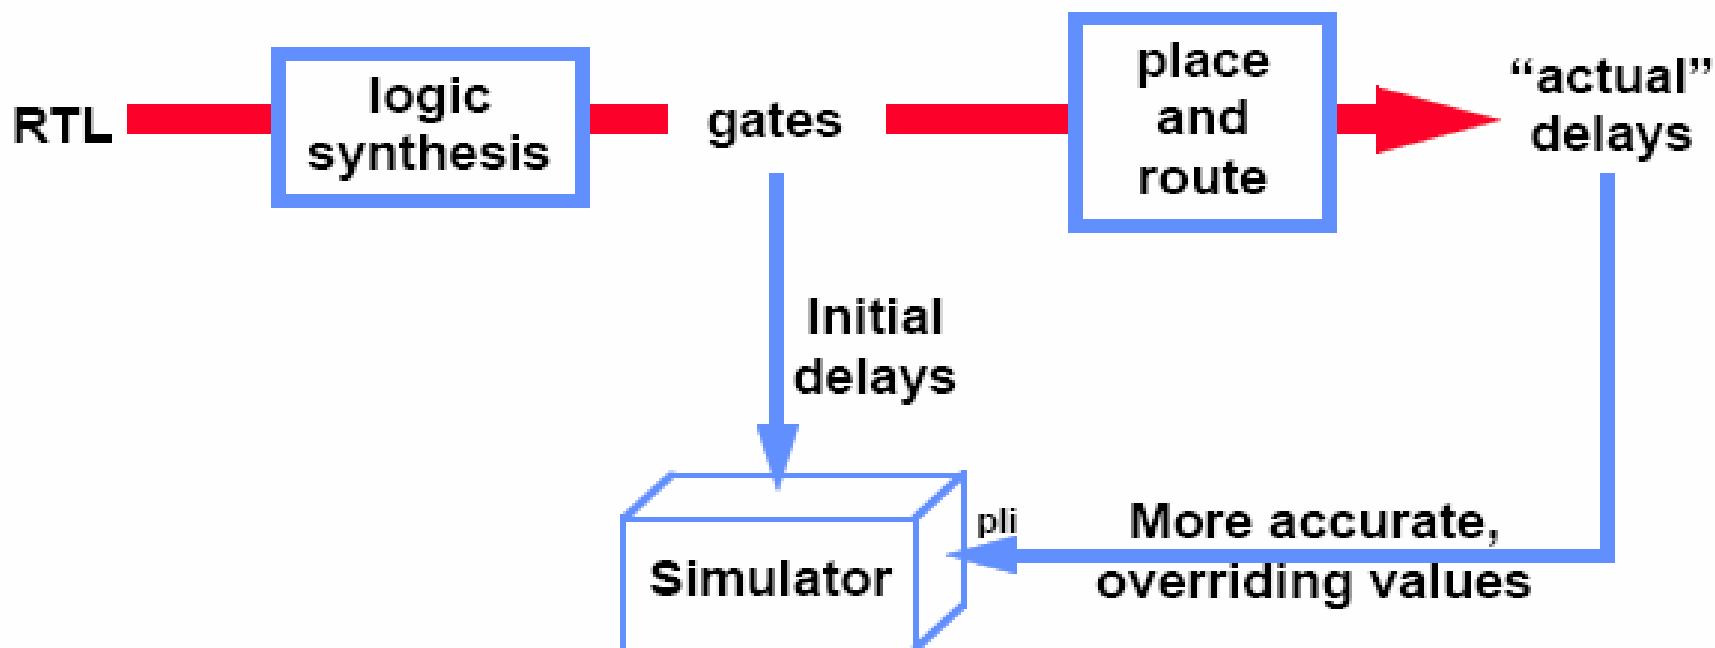 RTL
logic
synthesis
gates
place
and
route
“actual”
delays
Initial
delays
Simulator
pli
More accurate,
overriding values